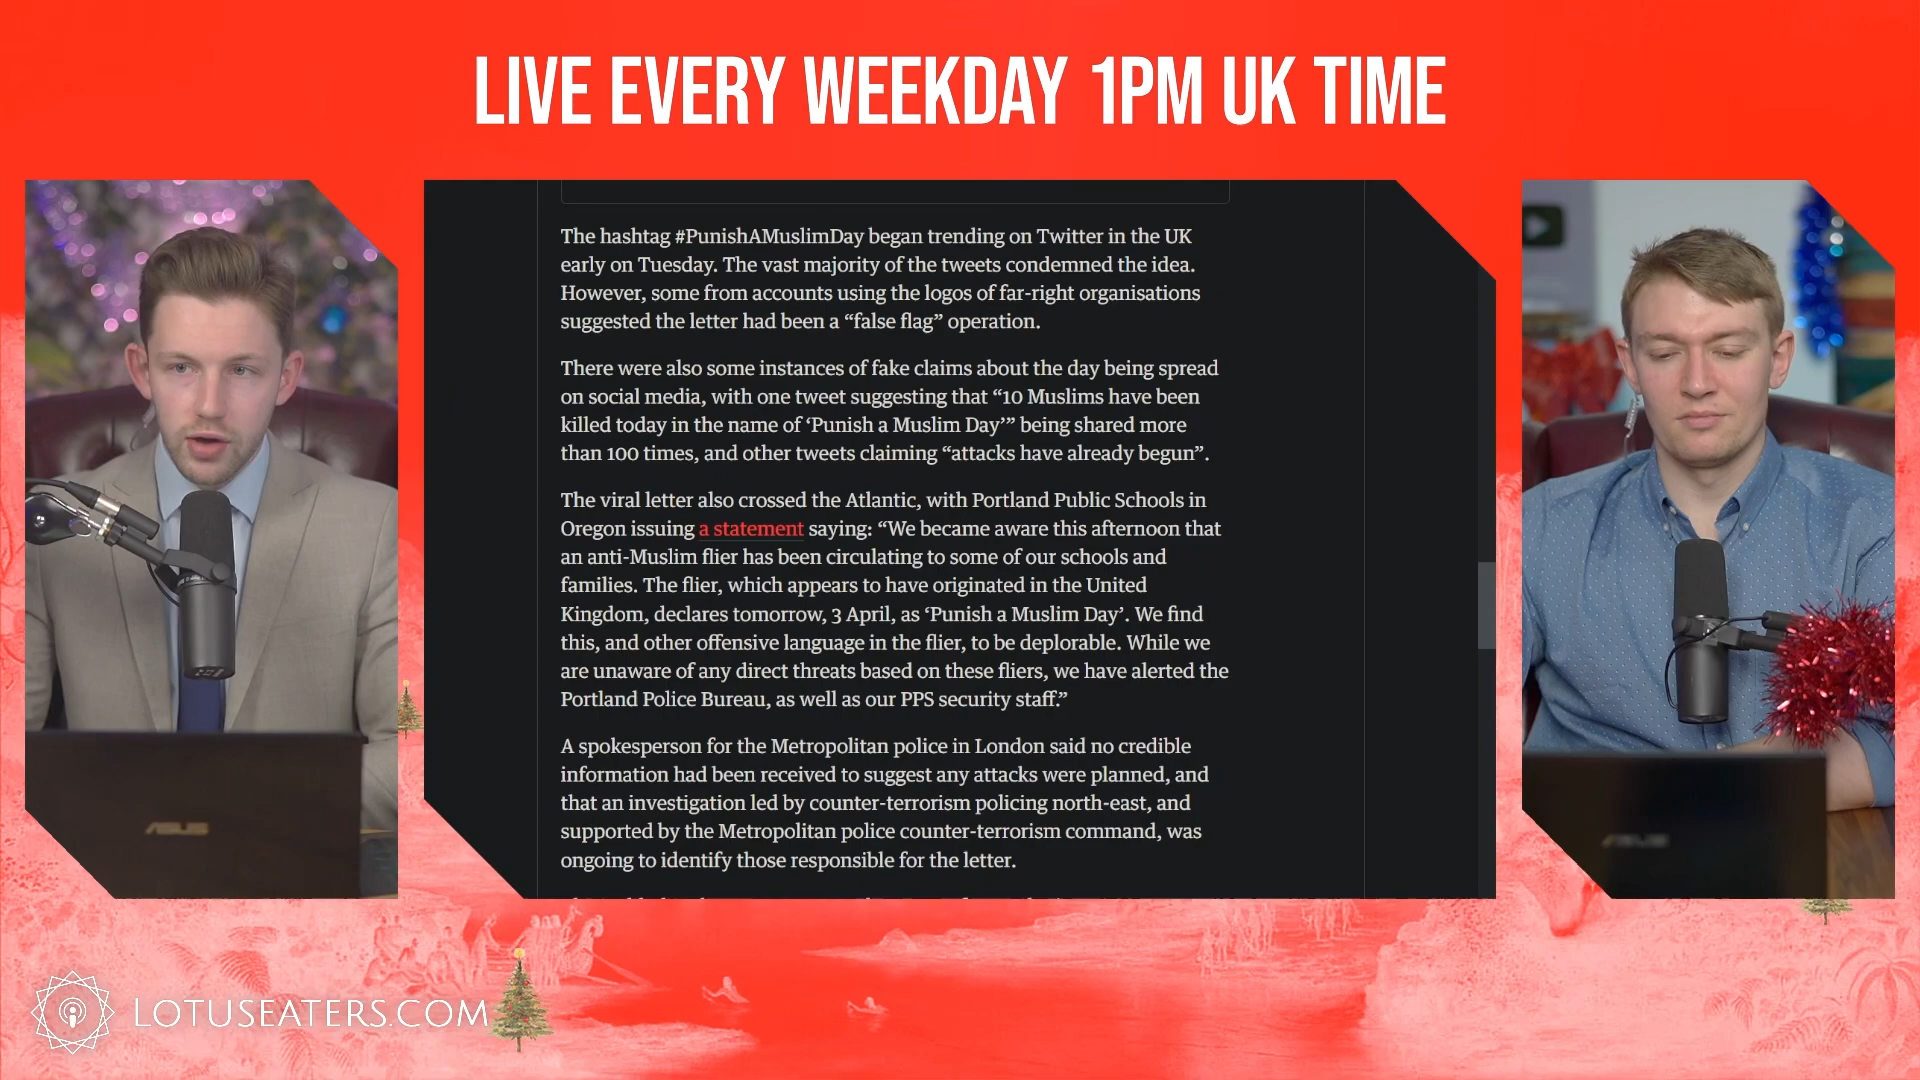 LIVE EVERY WEEKDAY 1PM UK TIME
The hashtag #PunishAMuslimDay began trending on Twitter in the UK
early on Tuesday. The vast majority of the tweets condemned the idea.
However, some from accounts using the logos of far-right organisations
suggested the letter had been a “false flag” operation.
There were also some instances of fake claims about the day being spread
on social media, with one tweet suggesting that “10 Muslims have been
killed today in the name of ‘Punish a Muslim Day’” being shared more
than 100 times, and other tweets claiming “attacks have already begun”.
The viral letter also crossed the Atlantic, with Portland Public Schools in
Oregon issuing a statement saying: “We became aware this afternoon that
an anti-Muslim flier has been circulating to some of our schools and
families. The flier, which appears to have originated in the United
Kingdom, declares tomorrow, 3 April, as ‘Punish a Muslim Day’. We find
this, and other offensive language in the flier, to be deplorable. While we
are unaware of any direct threats based on these fliers, we have alerted the
Portland Police Bureau, as well as our PPS security staff.”
A spokesperson for the Metropolitan police in London said no credible
information had been received to suggest any attacks were planned, and
that an investigation led by counter-terrorism policing north-east, and
supported by the Metropolitan police counter-terrorism command, was
ongoing to identify those responsible for the letter.
ASUS
ASUS
LOTUSEATERS.COM